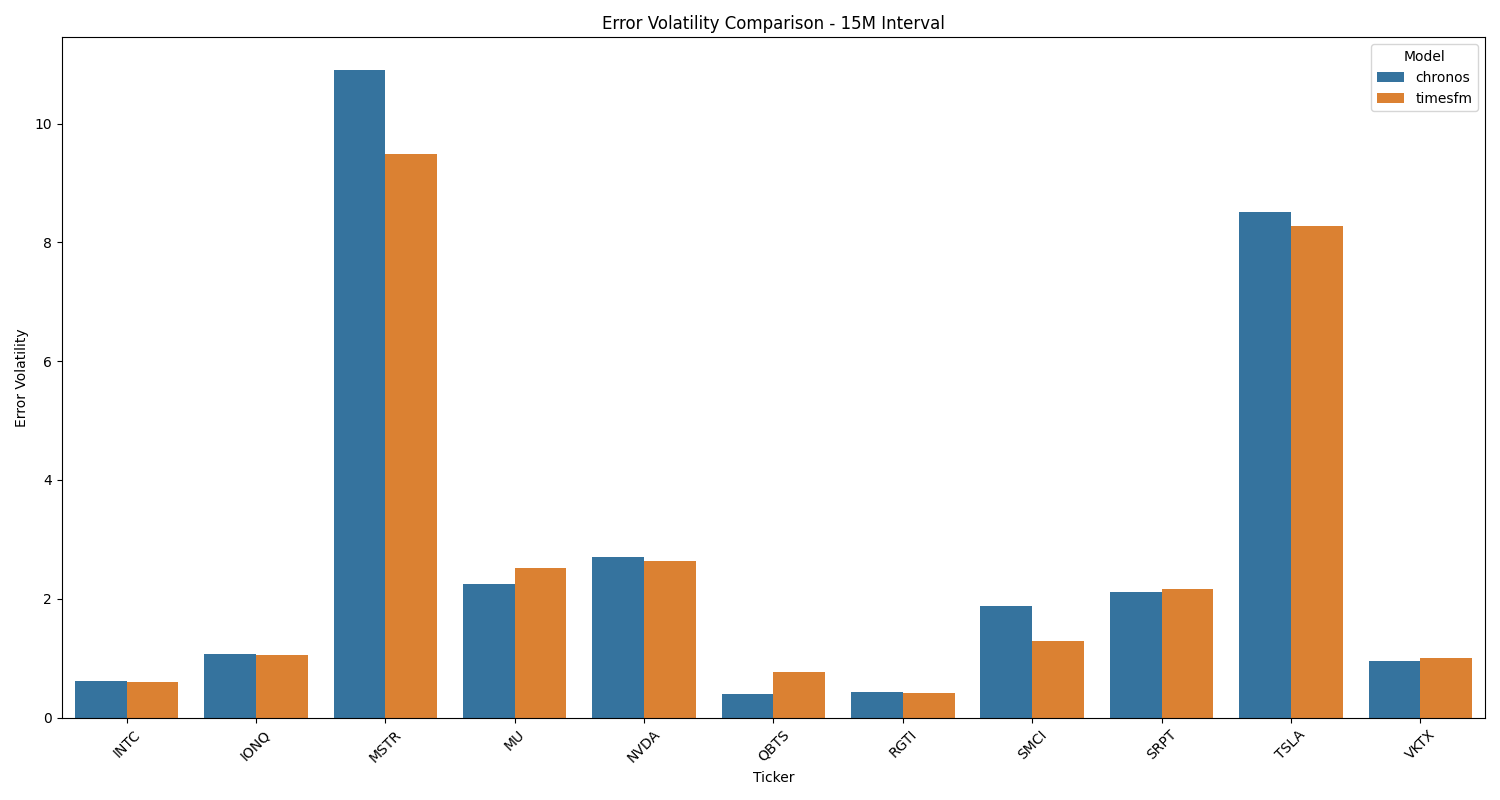 Error Volatility Comparison - 15M Interval
Model
chronos
timesfm
Error Volatility
10
8
6
4
2
0
INTC
IONQ
MSTR
MU
NVDA
QBTS
RGTI
SMCI
SRPT
TSLA
VKTX
Ticker